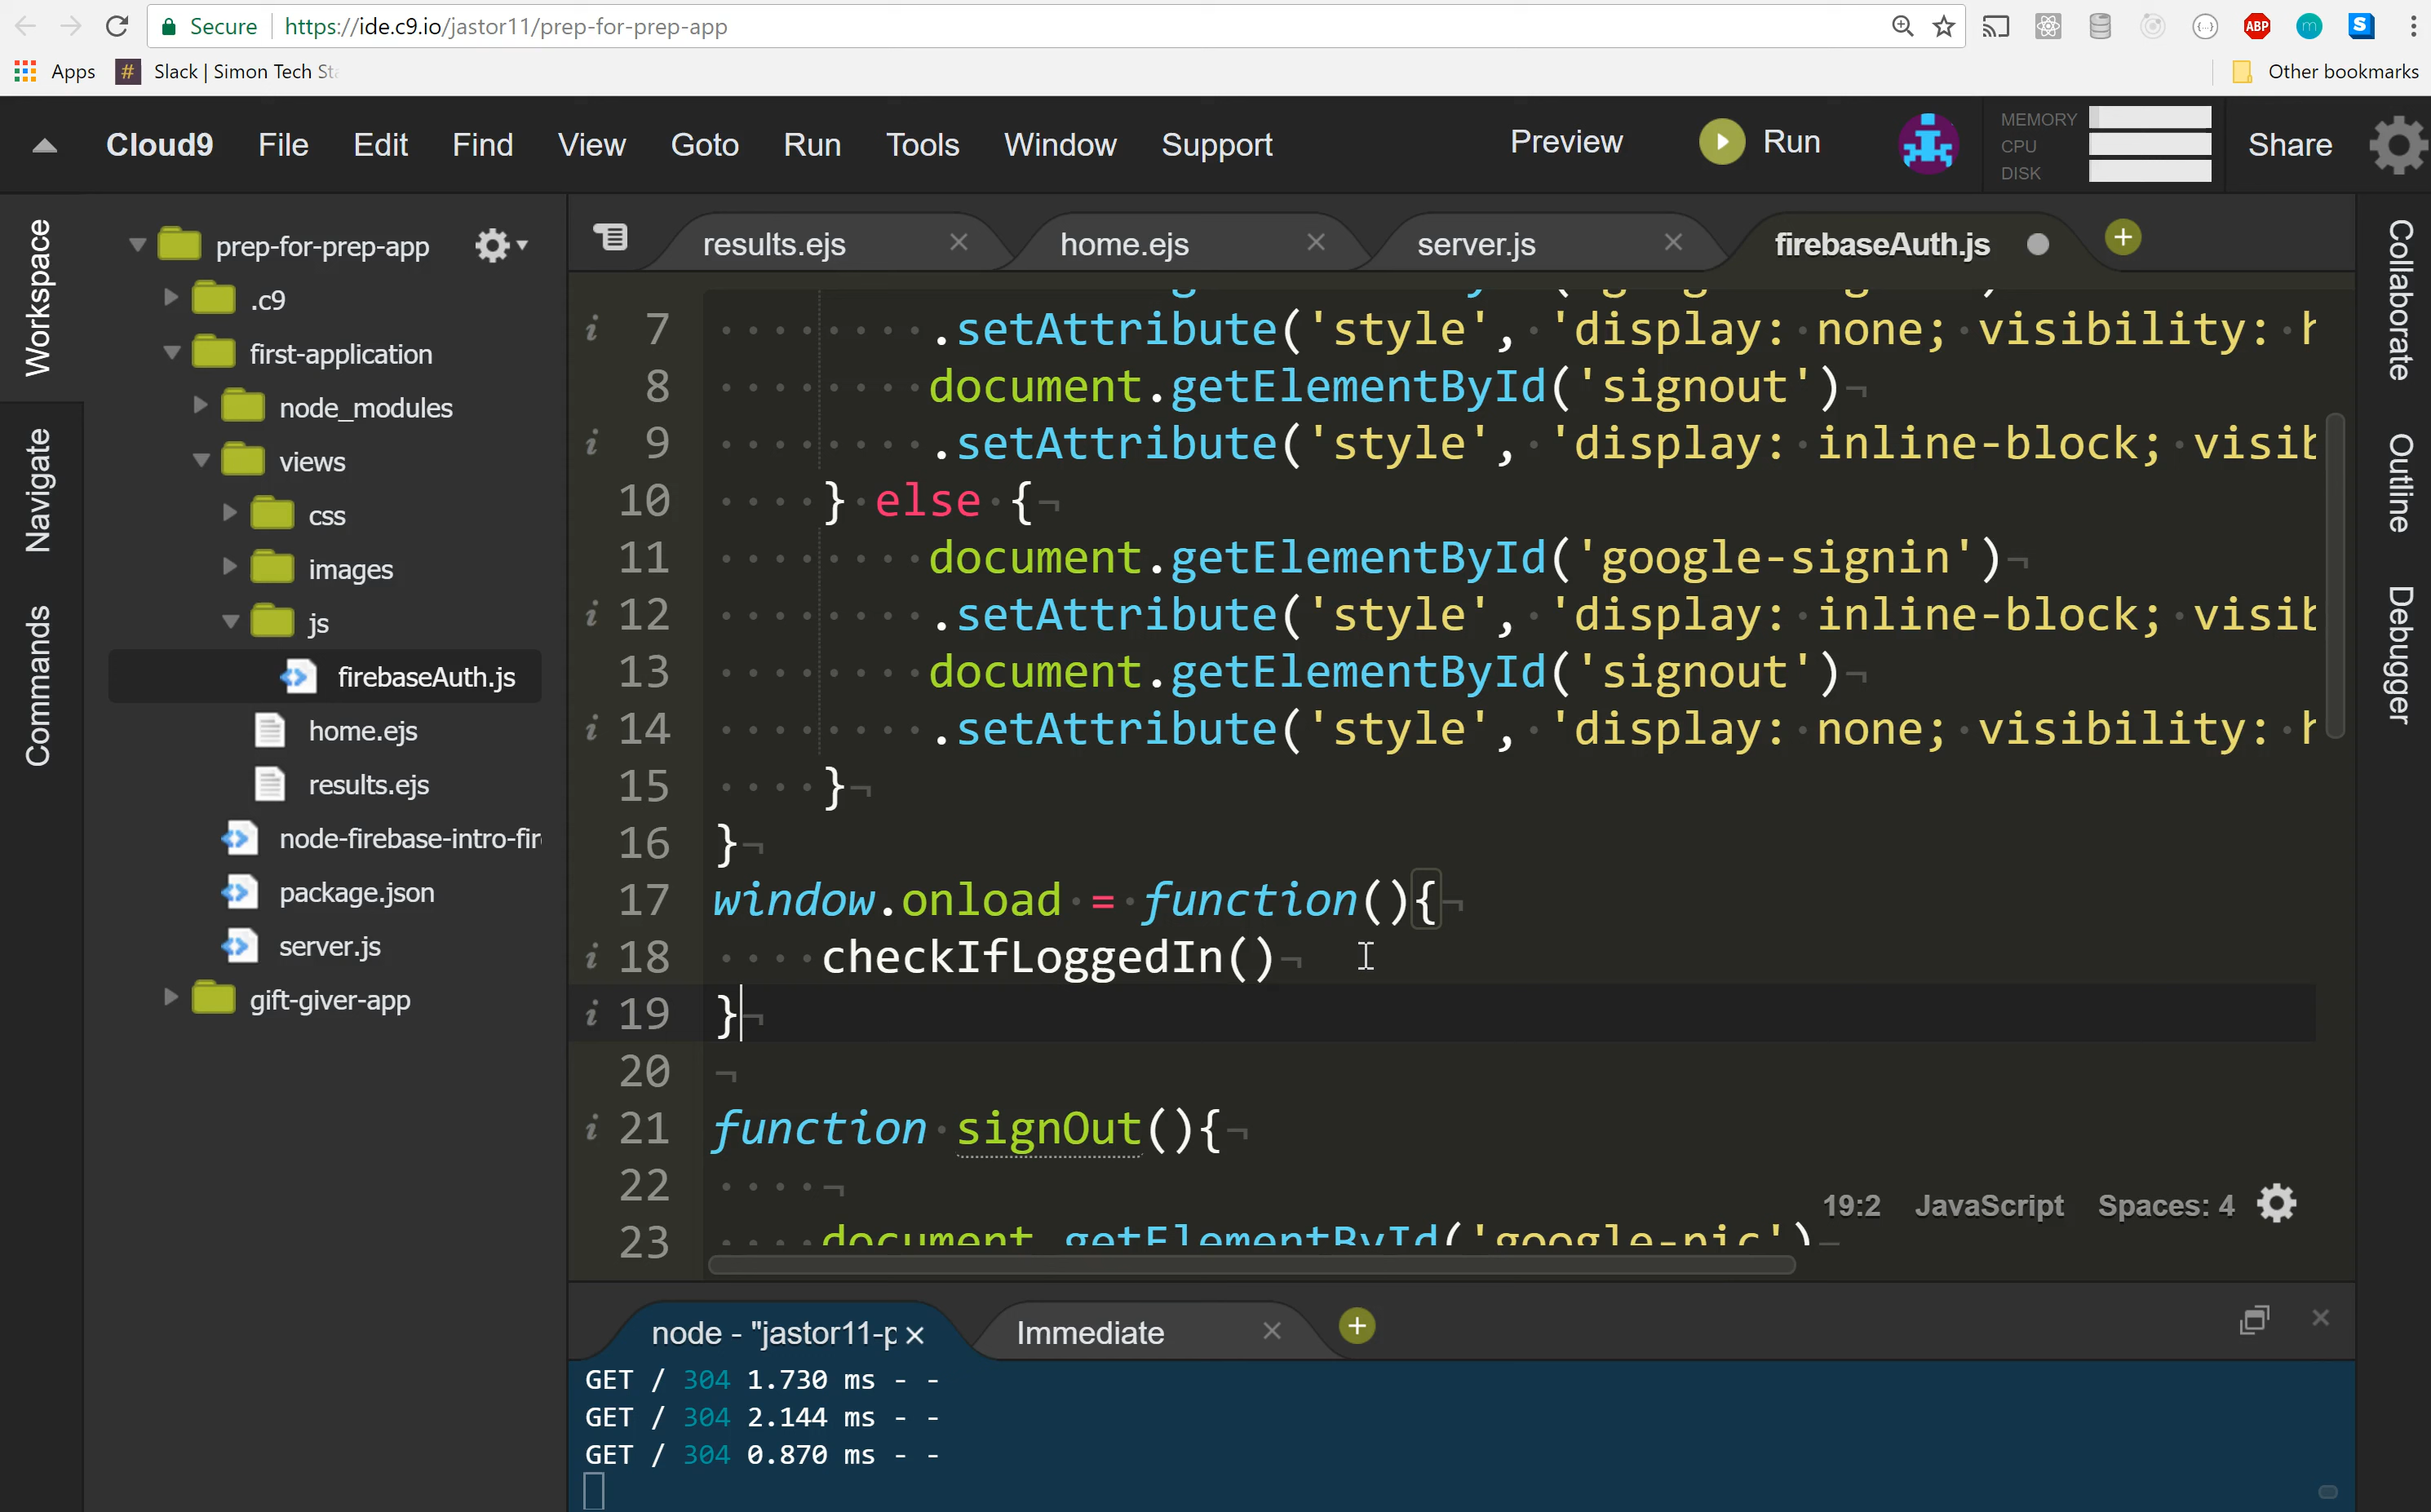 Secure https://ide.c9.io/jastor11/prep-for-prep-app
ABP m S
Apps # Slack | Simon Tech Sta
Other bookmarks
Cloud9 File Edit Find View Goto Run Tools Window Support
Preview Run
MEMORY
CPU
DISK
Share
Workspace
Navigate
Commands
prep-for-prep-app
.c9
first-application
node_modules
views
css
images
js
firebaseAuth.js
home.ejs
results.ejs
node-firebase-intro-fir
package.json
server.js
gift-giver-app
results.ejs home.ejs server.js firebaseAuth.js
7 .setAttribute('style', 'display: none; visibility: h
8 document.getElementById('signout')
9 .setAttribute('style', 'display: inline-block; visib
10 } else {
11 document.getElementById('google-signin')
12 .setAttribute('style', 'display: inline-block; visib
13 document.getElementById('signout')
14 .setAttribute('style', 'display: none; visibility: h
15 }
16 }
17 window.onload = function(){
18 checkIfLoggedIn()
19 }
20
21 function signOut(){
22
23 document.getElementById('google-pic')
19:2 JavaScript Spaces: 4
Collaborate
Outline
Debugger
node - "jastor11-p Immediate
GET / 304 1.730 ms - -
GET / 304 2.144 ms - -
GET / 304 0.870 ms - -